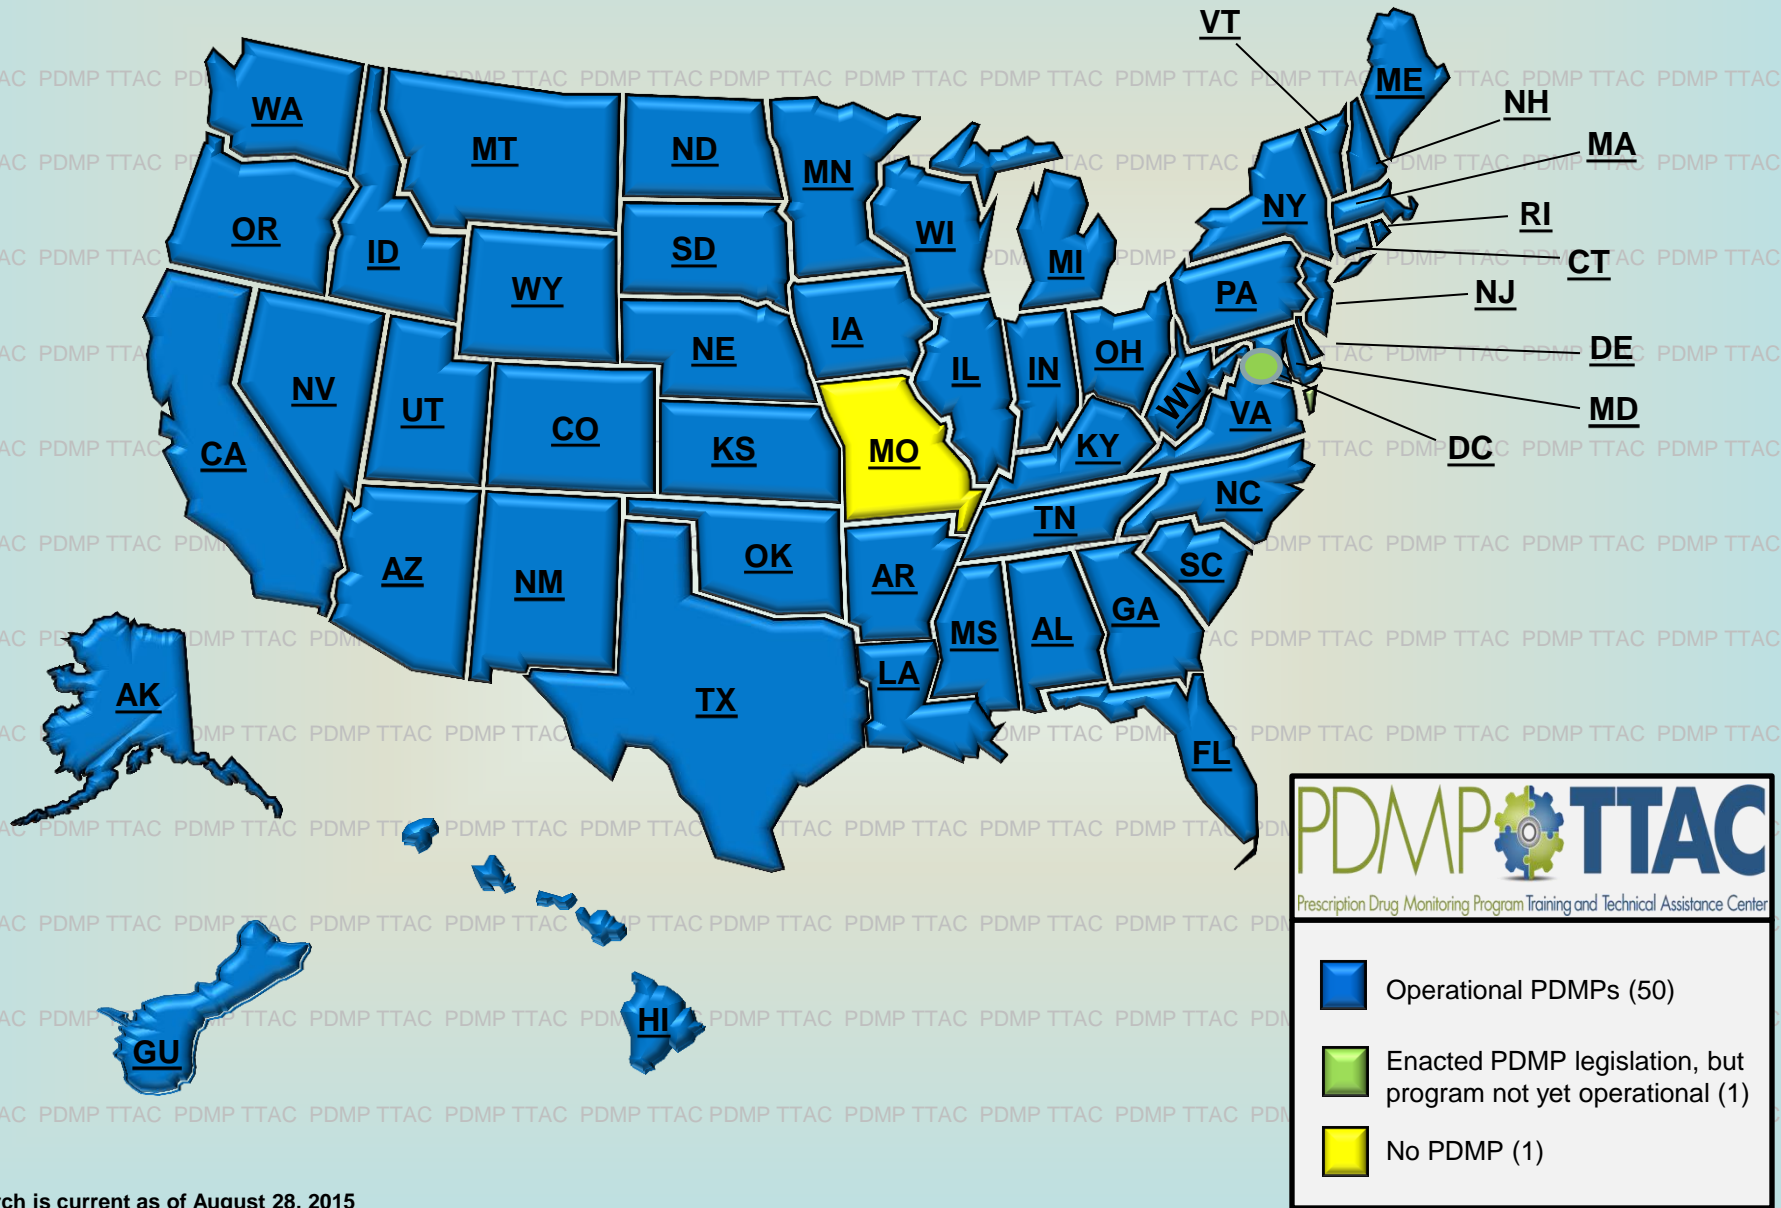 VT
ME
NH
WA
MA
MT
ND
MN
NY
RI
OR
WI
ID
SD
MI
CT
WY
PA
NJ
IA
NE
OH
DE
IL
IN
NV
WV
MD
UT
CO
VA
CA
KS
MO
KY
DC
NC
TN
OK
AZ
AR
SC
NM
GA
MS
AL
LA
AK
TX
FL
HI
GU
PDMP TTAC
Prescription Drug Monitoring Program Training and Technical Assistance Center
Operational PDMPs (50)
Enacted PDMP legislation, but
program not yet operational (1)
No PDMP (1)
is current as of August 28, 2015